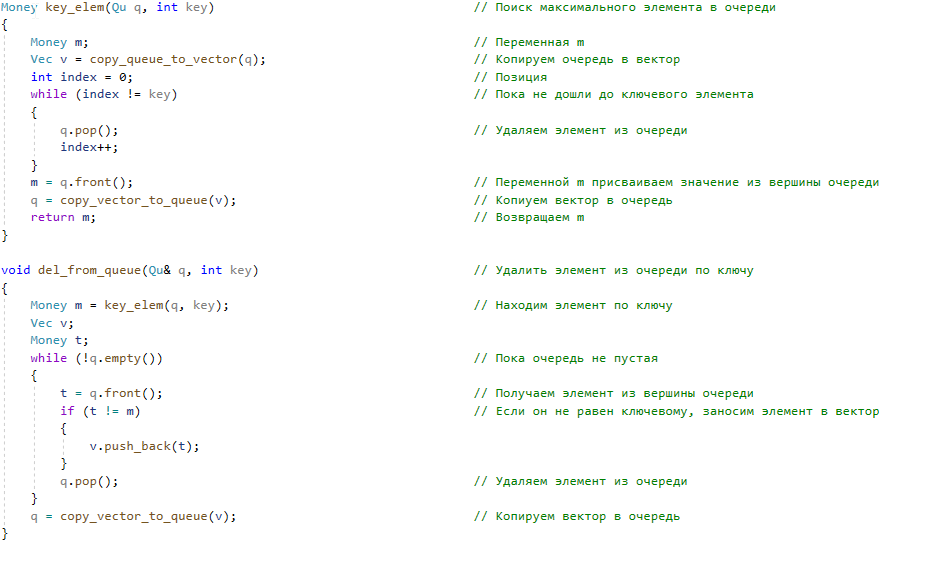 Money key_elem(Qu q, int key) // Поиск максимального элемента в очереди
{
Money m; // Переменная m
Vec v = copy_queue_to_vector(q); // Копируем очередь в вектор
int index = 0; // Позиция
while (index != key) // Пока не дошли до ключевого элемента
{
q.pop(); // Удаляем элемент из очереди
index++;
}
m = q.front(); // Переменной m присваиваем значение из вершины очереди
q = copy_vector_to_queue(v); // Копиуем вектор в очередь
return m; // Возвращаем m
}
void del_from_queue(Qu& q, int key) // Удалить элемент из очереди по ключу
{
Money m = key_elem(q, key); // Находим элемент по ключу
Vec v;
Money t;
while (!q.empty()) // Пока очередь не пустая
{
t = q.front(); // Получаем элемент из вершины очереди
if (t != m) // Если он не равен ключевому, заносим элемент в вектор
{
v.push_back(t);
}
q.pop(); // Удаляем элемент из очереди
}
q = copy_vector_to_queue(v); // Копируем вектор в очередь
}